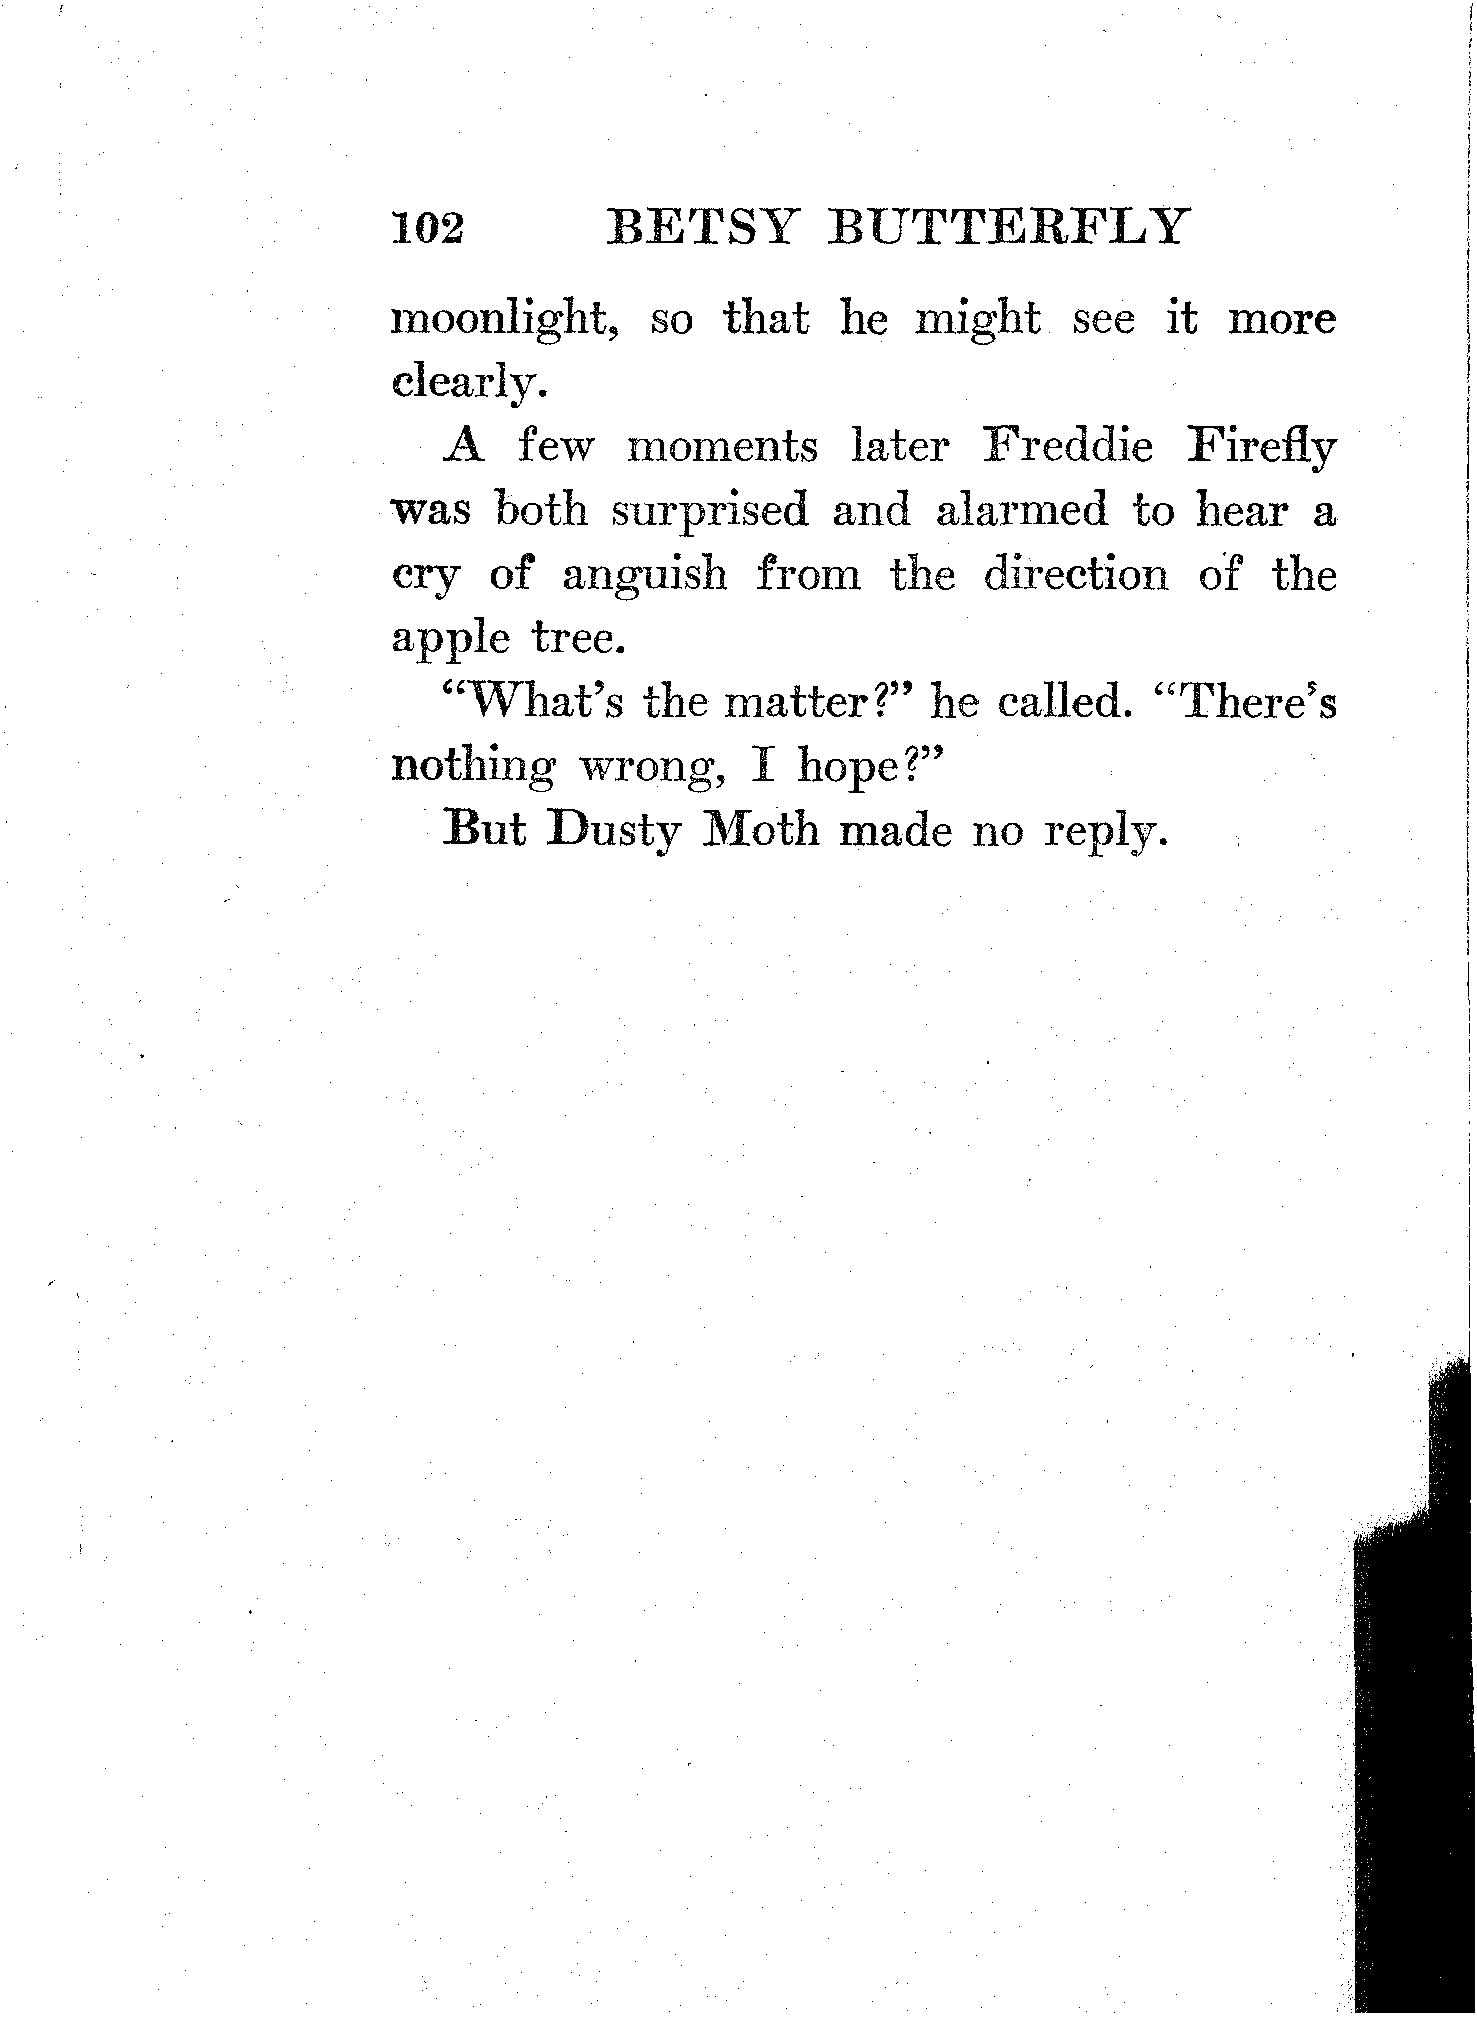 102 BETSY BUTTERFLY
moonlight, so that he might see it more
clearly.
A few moments later Freddie Firefly
was both surprised and alarmed to hear a
cry of anguish from the direction of the
apple tree.
“What’s the matter?” he called. “There’s
nothing wrong, I hope?”
But Dusty Moth made no reply.